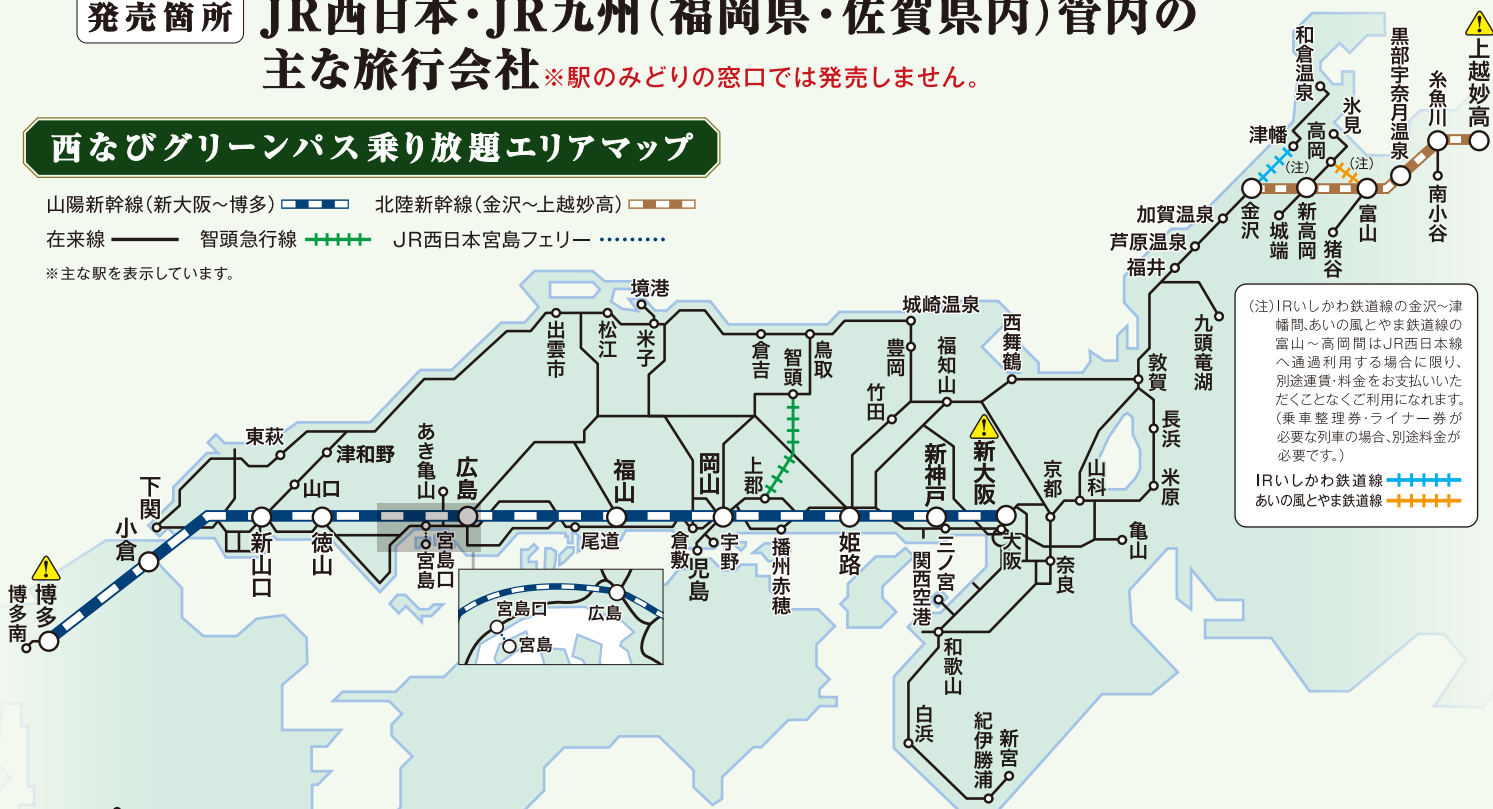 発売箇所
JR西日本・JR九州(福岡県・佐賀県内)管内の
主な旅行会社※駅のみどりの窓口では発売しません。
西なびグリーンパス乗り放題エリアマップ
山陽新幹線(新大阪～博多)
北陸新幹線(金沢～上越妙高)
在来線
智頭急行線
JR西日本宮島フェリー
※主な駅を表示しています。
和倉温泉
氷見
高岡
津幡
(注)
(注)
黒部宇奈月温泉
糸魚川
上越妙高
南小谷
富山
猪谷
新高岡
城端
金沢
加賀温泉
芦原温泉
福井
九頭竜湖
敦賀
(注)IRいしかわ鉄道線の金沢～津
幡間、あいの風とやま鉄道線の
富山～高岡間はJR西日本線
へ通過利用する場合に限り、
別途運賃・料金をお支払いいた
だくことなくご利用になれます。
(乗車整理券・ライナー券が
必要な列車の場合、別途料金が
必要です。)
IRいしかわ鉄道線
あいの風とやま鉄道線
境港
出雲市
松江
米子
倉吉
智頭
鳥取
城崎温泉
豊岡
竹田
福知山
西舞鶴
長浜
米原
山科
京都
亀山
奈良
東萩
津和野
山口
あき亀山
広島
福山
岡山
上郡
新神戸
新大阪
下関
小倉
博多
博多南
新山口
徳山
宮島口
宮島
尾道
倉敷
児島
宇野
播州赤穂
姫路
三ノ宮
大阪
関西空港
和歌山
白浜
紀伊勝浦
新宮
宮島口
広島
宮島